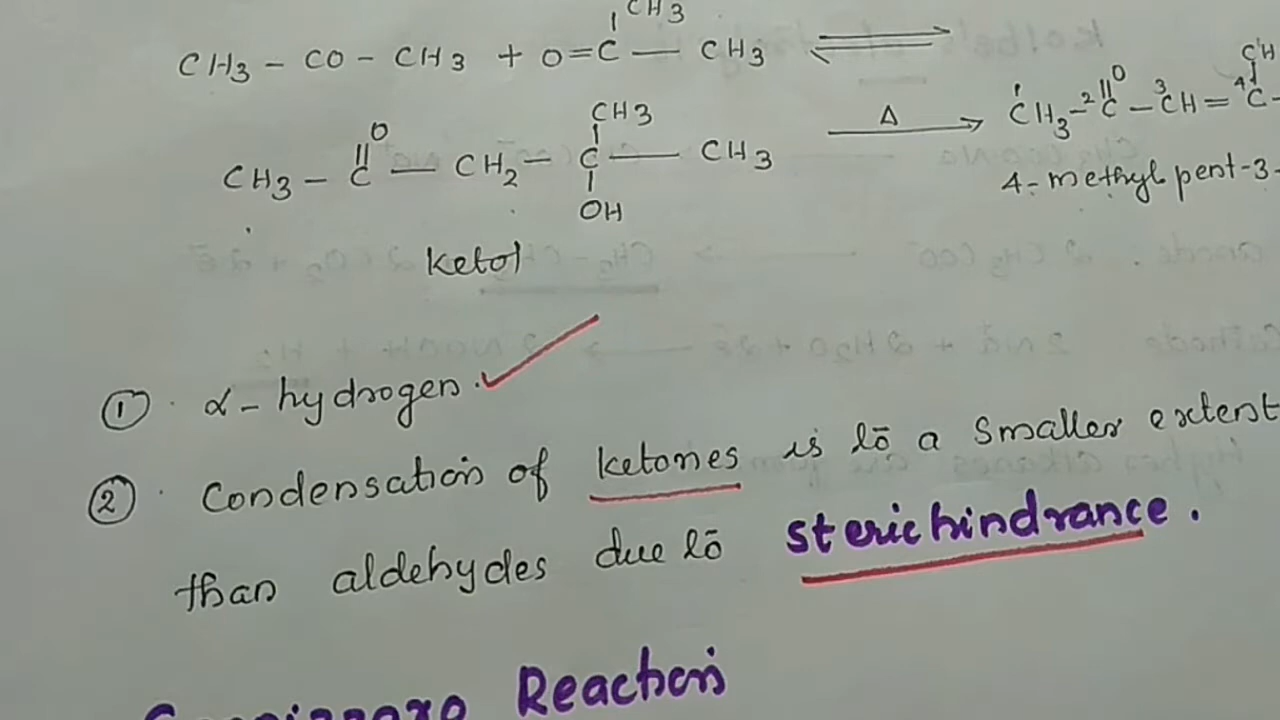 CH3
CH3 – CO – CH3 + O=C — CH3 ⇌
CH
O
CH3 – C – CH = C –
1 2 3 4
O CH3
CH3 – C — CH2 – C — CH3 Δ →
OH
4-methyl pent-3-
Ketol
① α – hydrogen. ✓
② Condensation of ketones is to a smaller extent
than aldehydes due to sterichindrance.
Reaction